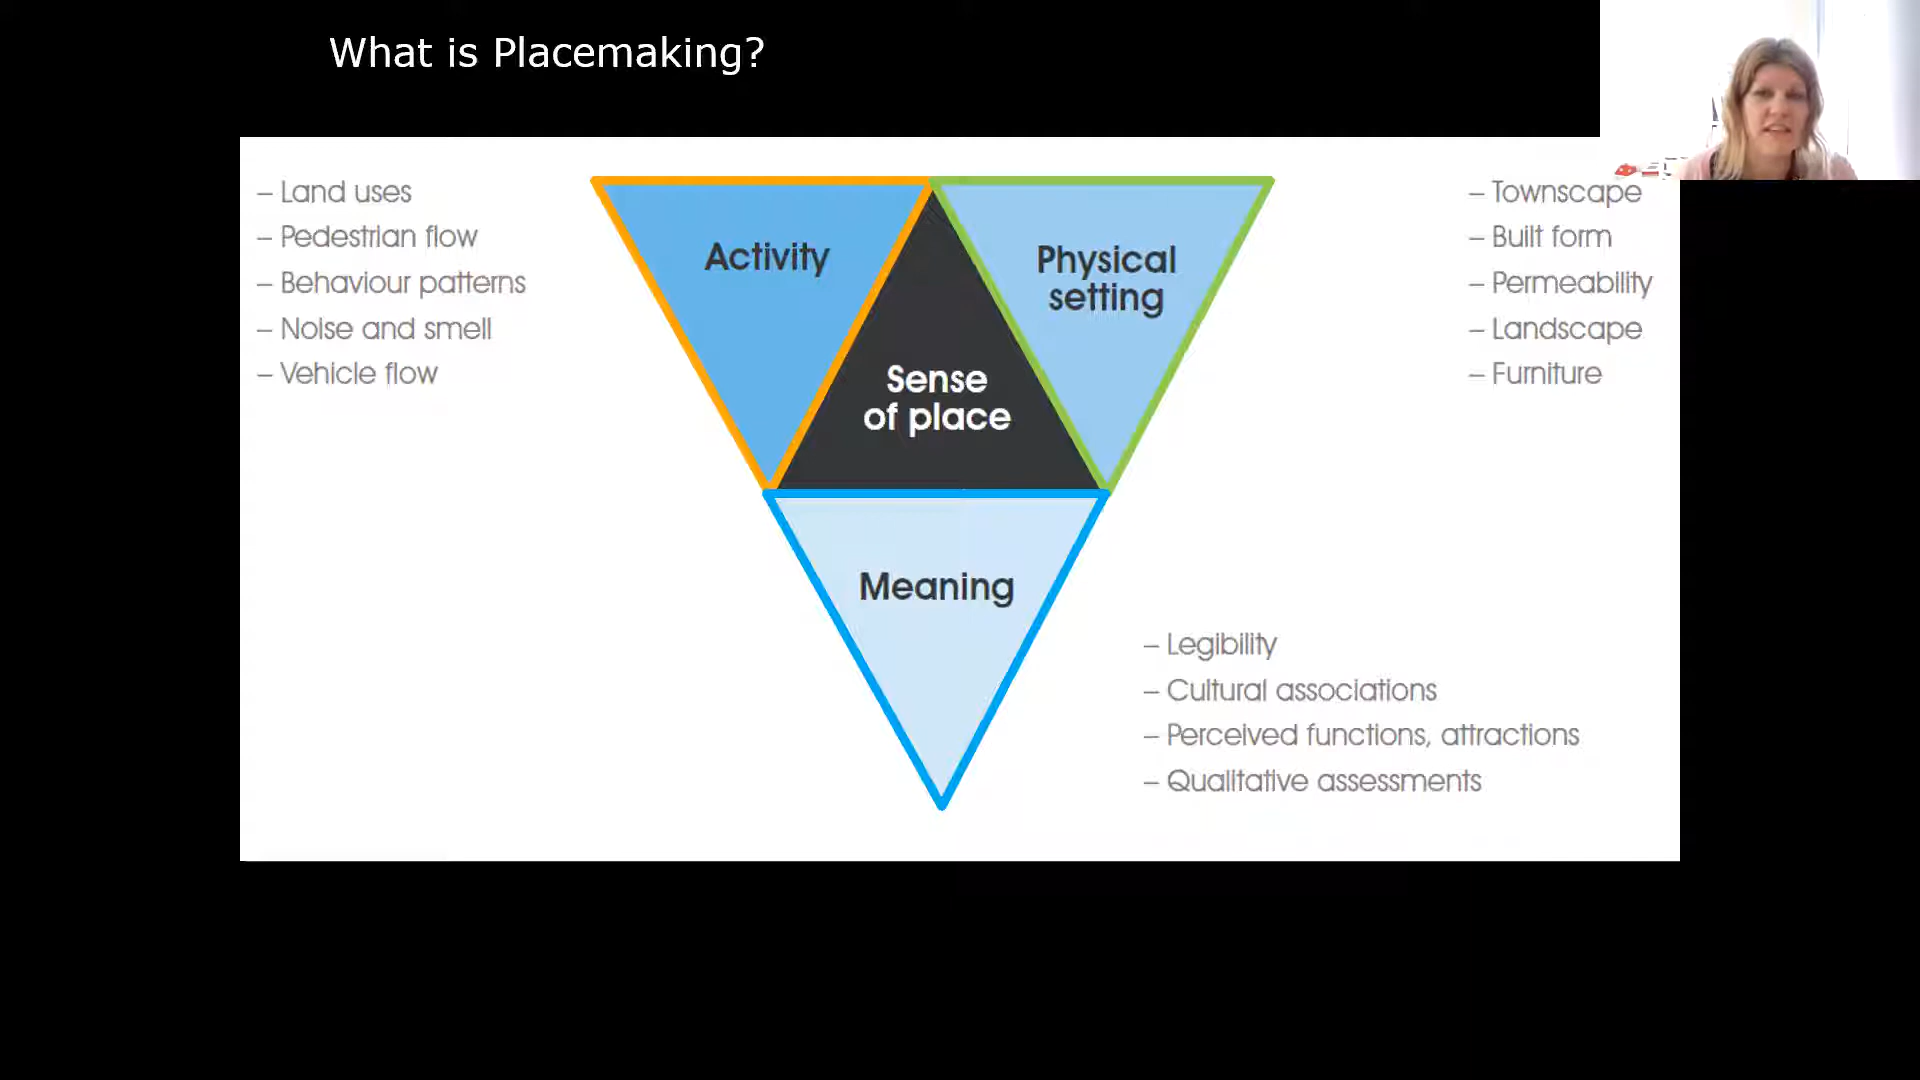 What is Placemaking?
– Land uses
– Pedestrian flow
– Behaviour patterns
– Noise and smell
– Vehicle flow
Activity
Physical
setting
Sense
of place
Meaning
– Townscape
– Built form
– Permeability
– Landscape
– Furniture
– Legibility
– Cultural associations
– Perceived functions, attractions
– Qualitative assessments